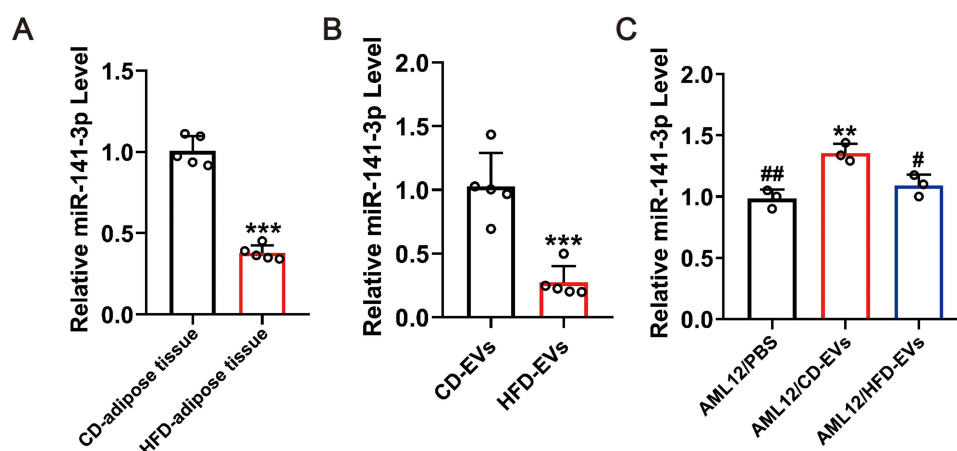 A
Relative miR-141-3p Level
1.5
1.0
0.5
0.0
***
CD-adipose tissue
HFD-adipose tissue
B
Relative miR-141-3p Level
2.0
1.5
1.0
0.5
0.0
***
CD-EVs
HFD-EVs
C
Relative miR-141-3p Level
2.0
1.5
1.0
0.5
0.0
##
**
#
AML12/PBS
AML12/CD-EVs
AML12/HFD-EVs